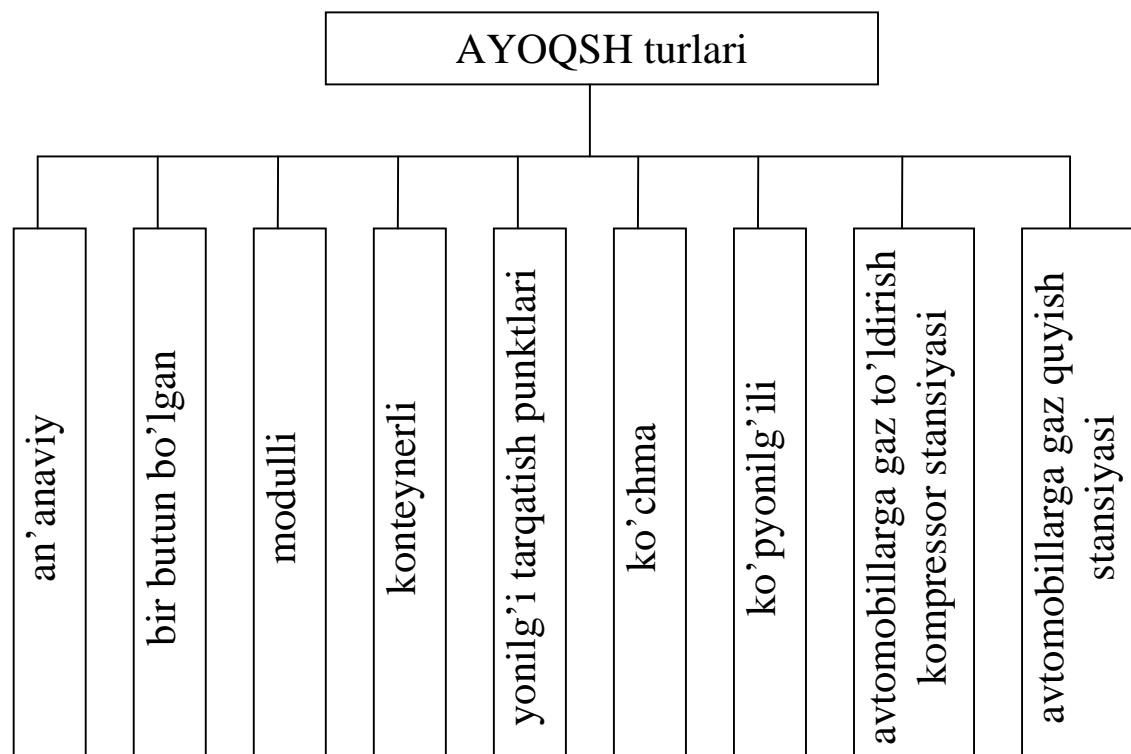 AYOQSH turlari
an’anaviy
bir butun bo’lgan
modulli
konteynerli
yonilg’i tarqatish punktlari
ko’chma
ko’pyonilg’ili
avtomobillarga gaz to’ldirish
kompressor stansiyasi
avtomobillarga gaz quyish
stansiyasi